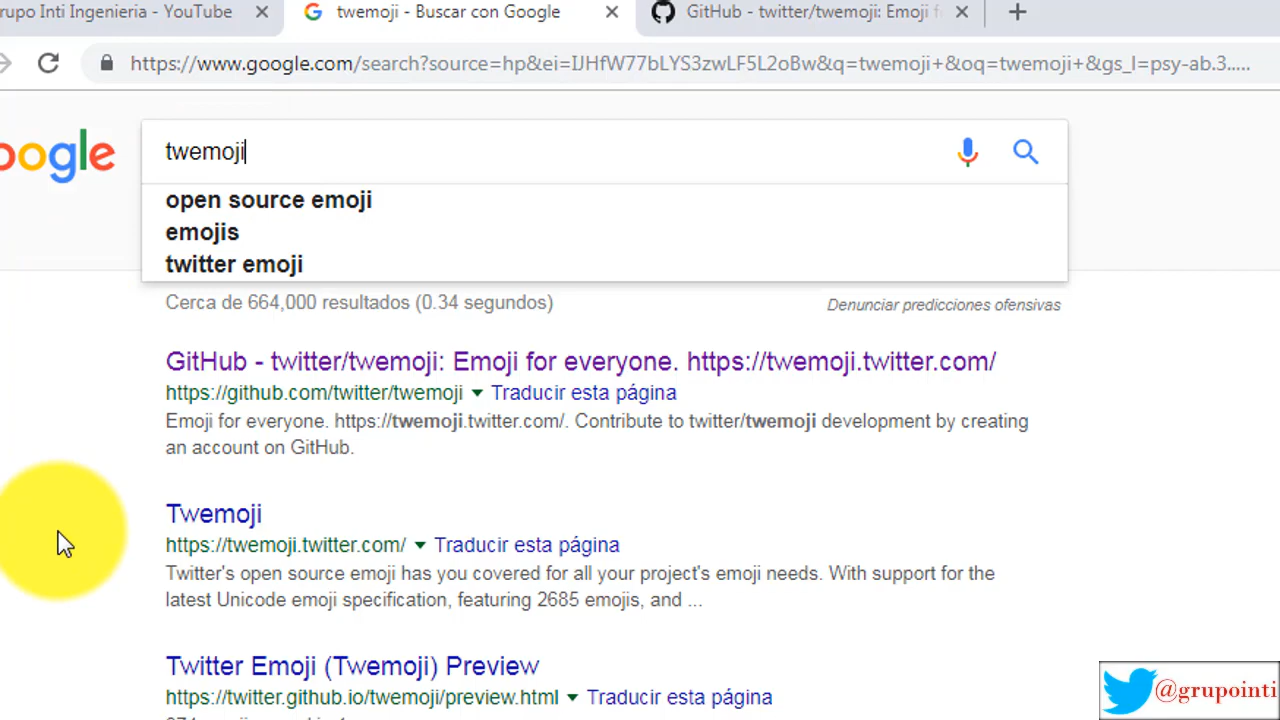 rupo Inti Ingenieria - YouTube
twemoji - Buscar con Google
GitHub - twitter/twemoji: Emoji f
https://www.google.com/search?source=hp&ei=IJHfW77bLYS3zwLF5L2oBw&q=twemoji+&oq=twemoji+&gs_l=psy-ab.3.....
oogle
twemoji
open source emoji
emojis
twitter emoji
Cerca de 664,000 resultados (0.34 segundos)
Denunciar predicciones ofensivas
GitHub - twitter/twemoji: Emoji for everyone. https://twemoji.twitter.com/
https://github.com/twitter/twemoji ▼ Traducir esta página
Emoji for everyone. https://twemoji.twitter.com/. Contribute to twitter/twemoji development by creating
an account on GitHub.
Twemoji
https://twemoji.twitter.com/ ▼ Traducir esta página
Twitter's open source emoji has you covered for all your project's emoji needs. With support for the
latest Unicode emoji specification, featuring 2685 emojis, and ...
Twitter Emoji (Twemoji) Preview
https://twitter.github.io/twemoji/preview.html ▼ Traducir esta página
@grupointi